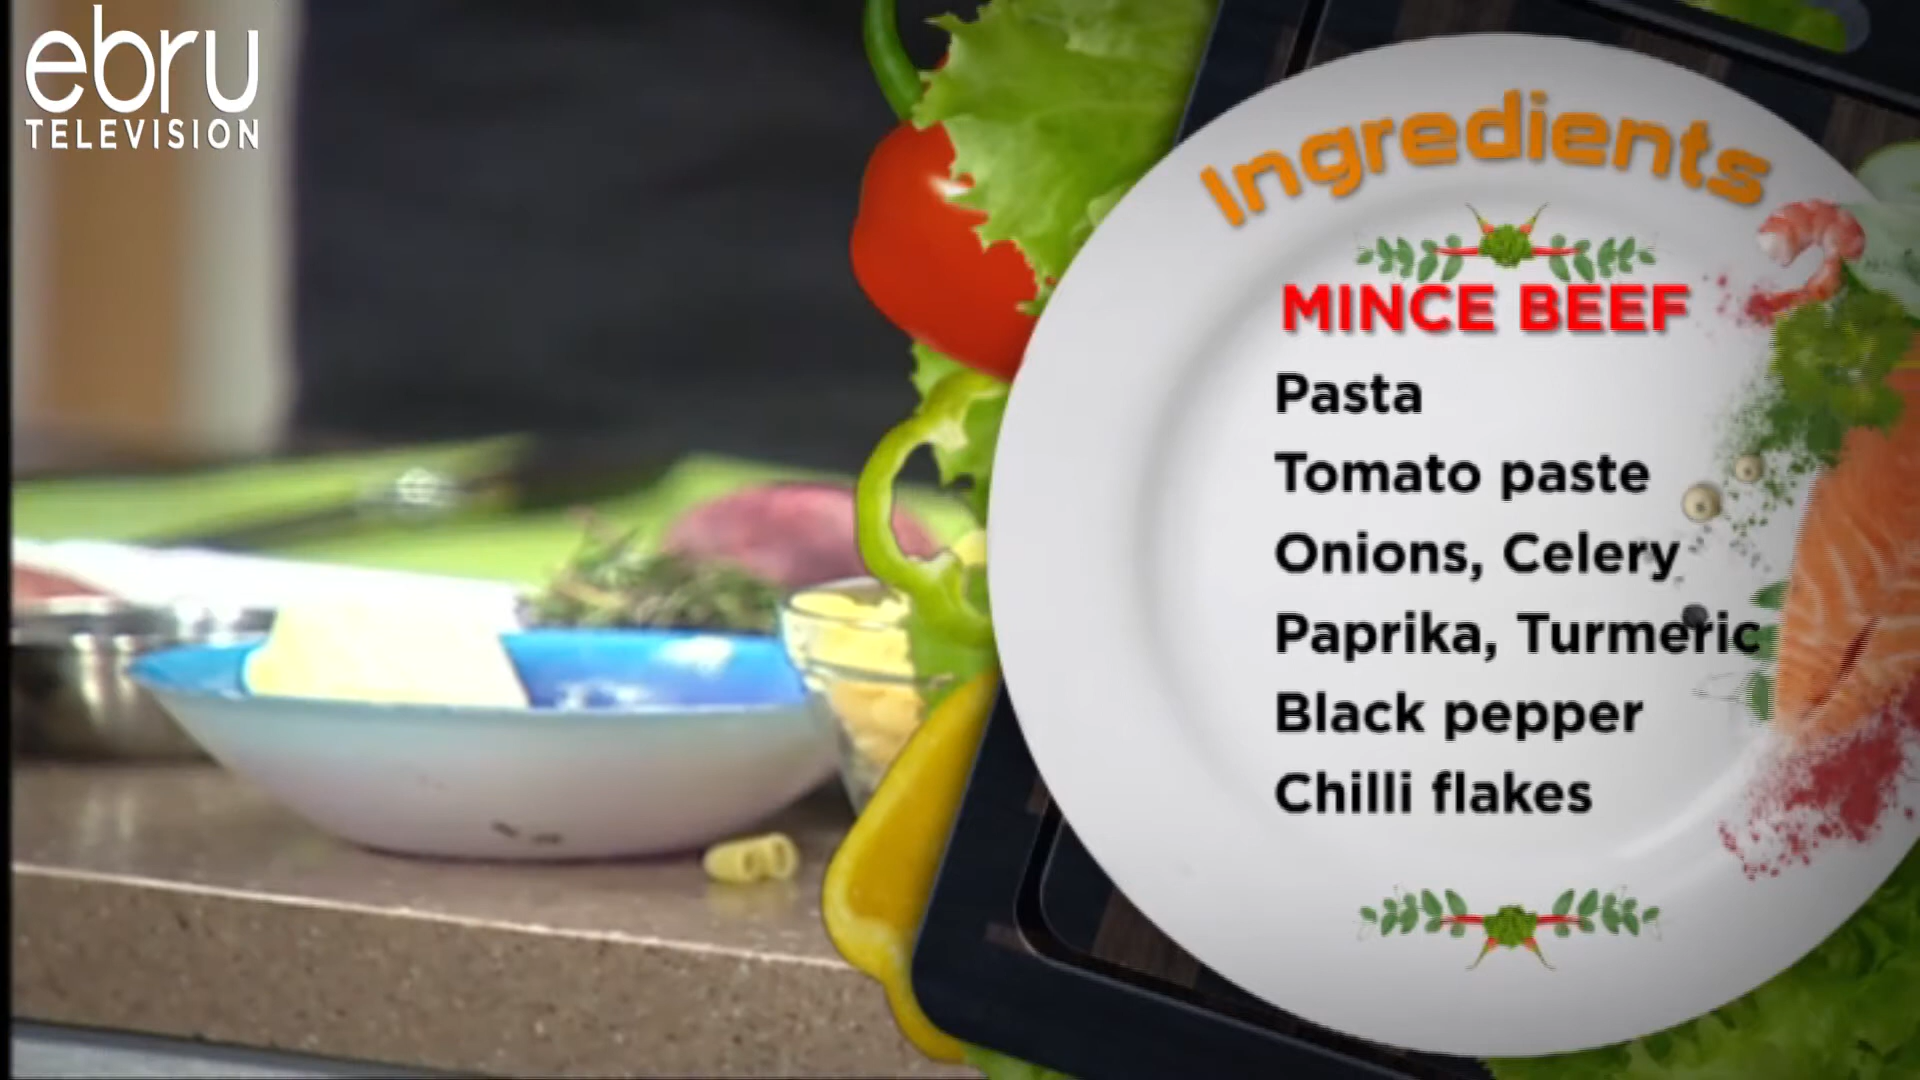 ebru
TELEVISION
Ingredients
MINCE BEEF
Pasta
Tomato paste
Onions, Celery
Paprika, Turmeric
Black pepper
Chilli flakes